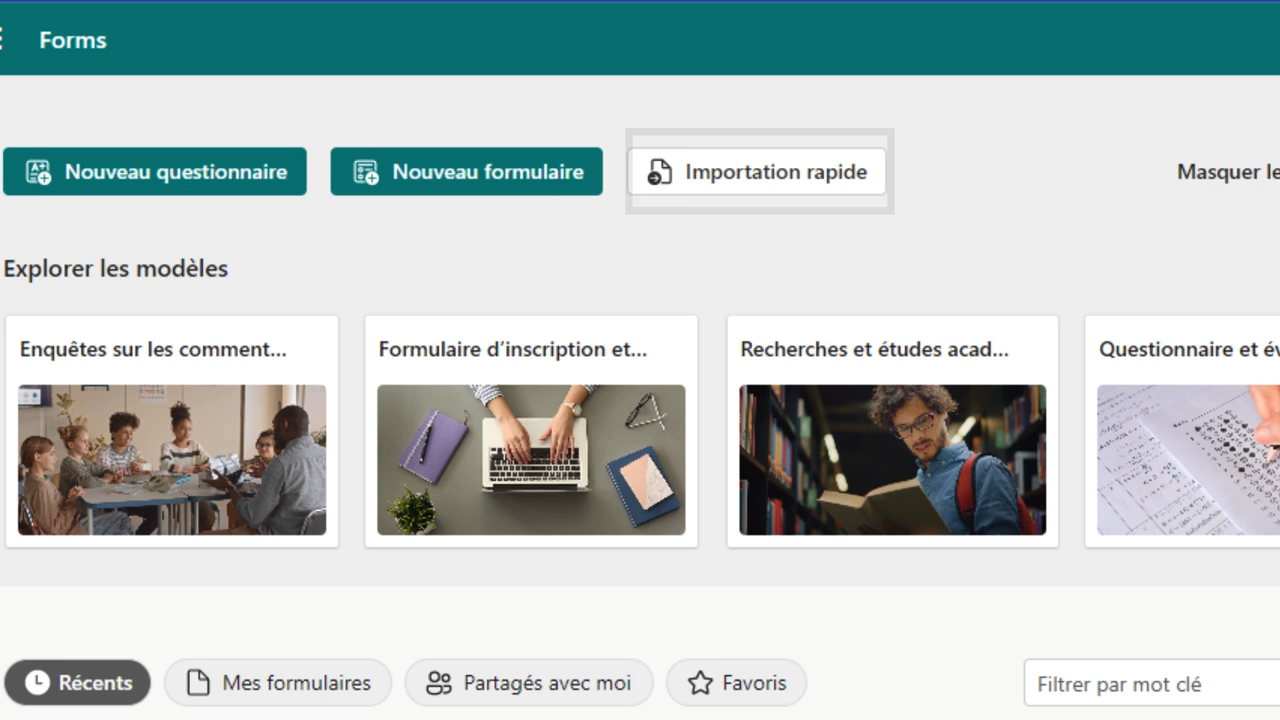 Forms
Nouveau questionnaire
Nouveau formulaire
Importation rapide
Masquer le
Explorer les modèles
Enquêtes sur les comment...
Formulaire d'inscription et...
Recherches et études acad...
Questionnaire et év
Récents
Mes formulaires
Partagés avec moi
Favoris
Filtrer par mot clé